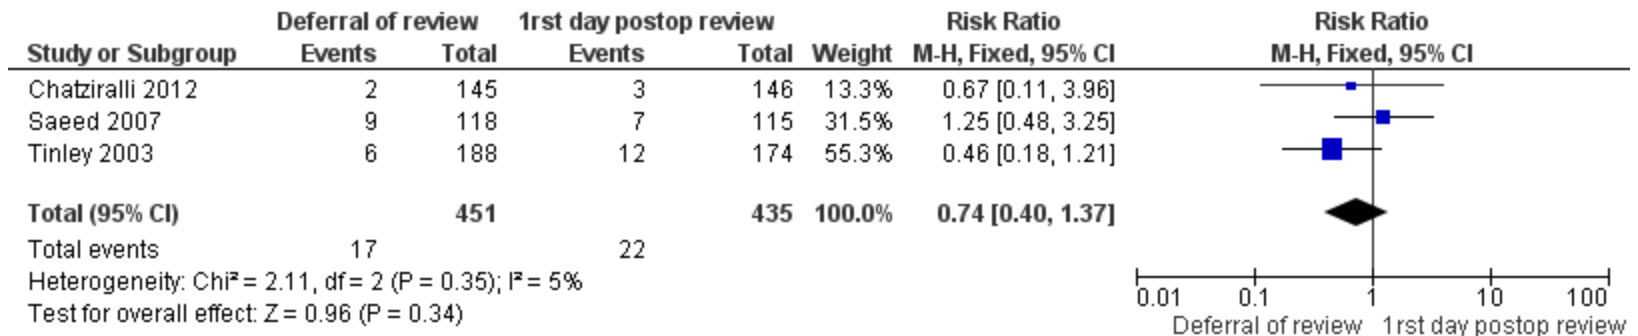 Deferral of review 1rst day postop review Risk Ratio Risk Ratio
Study or Subgroup Events Total Events Total Weight M-H, Fixed, 95% CI M-H, Fixed, 95% CI
Chatziralli 2012 2 145 3 146 13.3% 0.67 [0.11, 3.96]
Saeed 2007 9 118 7 115 31.5% 1.25 [0.48, 3.25]
Tinley 2003 6 188 12 174 55.3% 0.46 [0.18, 1.21]
Total (95% CI) 451 435 100.0% 0.74 [0.40, 1.37]
Total events 17 22
Heterogeneity: Chi² = 2.11, df = 2 (P = 0.35); I² = 5%
Test for overall effect: Z = 0.96 (P = 0.34)
0.01 0.1 1 10 100
Deferral of review 1rst day postop review